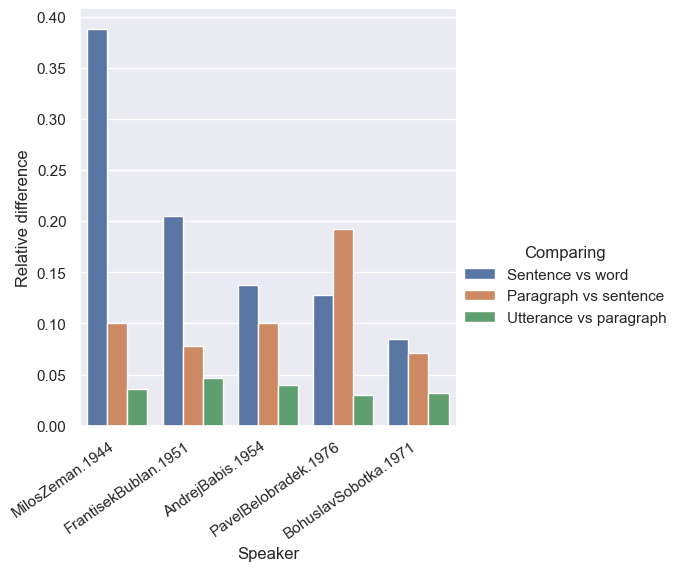 0.40
0.35
0.30
0.25
0.20
0.15
0.10
0.05
0.00
Relative difference
MilosZeman.1944
FrantisekBublan.1951
AndrejBabis.1954
PavelBelobradek.1976
BohuslavSobotka.1971
Speaker
Comparing
Sentence vs word
Paragraph vs sentence
Utterance vs paragraph